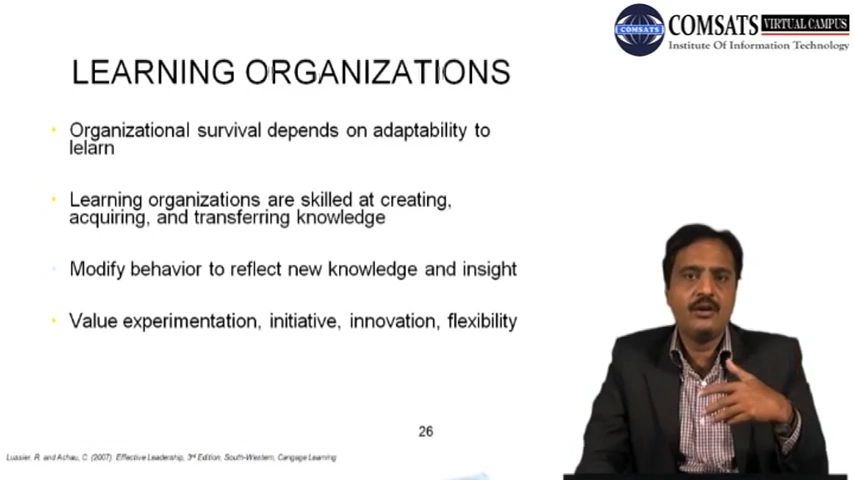 COMSATS VIRTUAL CAMPUS
COMSATS
Institute Of Information Technology
LEARNING ORGANIZATIONS
• Organizational survival depends on adaptability to
lelarn
• Learning organizations are skilled at creating,
acquiring, and transferring knowledge
• Modify behavior to reflect new knowledge and insight
• Value experimentation, initiative, innovation, flexibility
26
Lussier, R. and Achau, C. (2007). Effective Leadership, 3rd Edition, South-Western, Cengage Learning